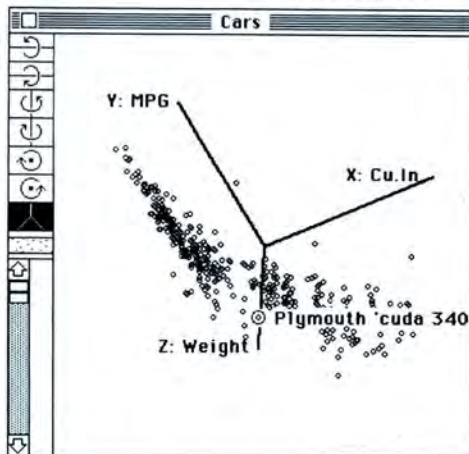 Cars
Y: MPG
X: Cu.In
Plymouth 'cuda 340
Z: Weight